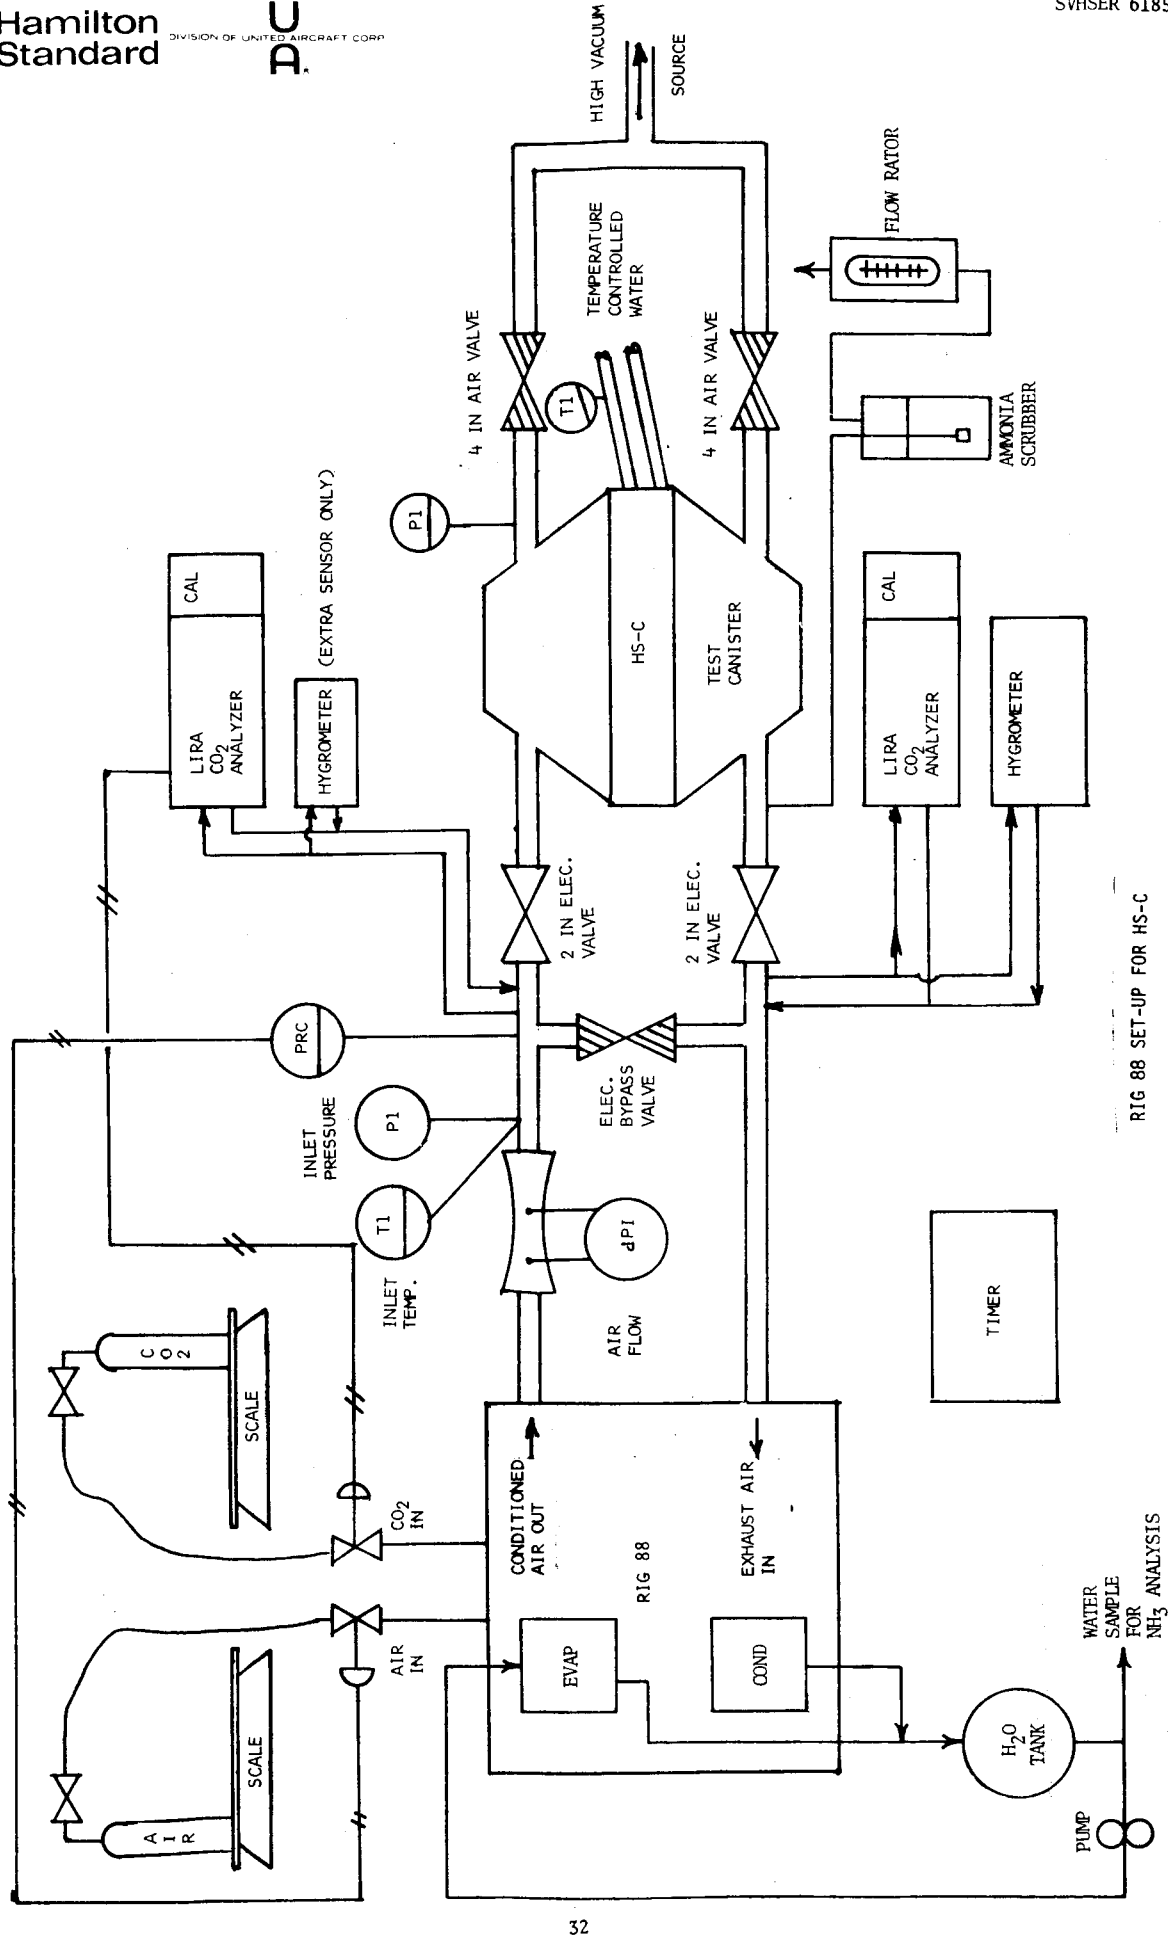 Hamilton
Standard
DIVISION OF UNITED AIRCRAFT CORP
U
A®
SVHSER 6185
HIGH VACUUM
SOURCE
TEMPERATURE
CONTROLLED
WATER
4 IN AIR VALVE
T1
4 IN AIR VALVE
FLOW RATOR
AMMONIA
SCRUBBER
P1
(EXTRA SENSOR ONLY)
CAL
LIRA
CO2
ANALYZER
HYGROMETER
HS-C
TEST
CANISTER
CAL
LIRA
CO2
ANALYZER
HYGROMETER
2 IN ELEC.
VALVE
2 IN ELEC.
VALVE
PRC
INLET
PRESSURE
P1
ELEC.
BYPASS
VALVE
T1
INLET
TEMP.
dPI
AIR
FLOW
TIMER
CO2
SCALE
CO2
IN
CONDITIONED
AIR OUT
EXHAUST AIR
IN
RIG 88
AIR
SCALE
AIR
IN
EVAP
COND
H2O
TANK
PUMP
WATER
SAMPLE
FOR
NH3 ANALYSIS
RIG 88 SET-UP FOR HS-C
32